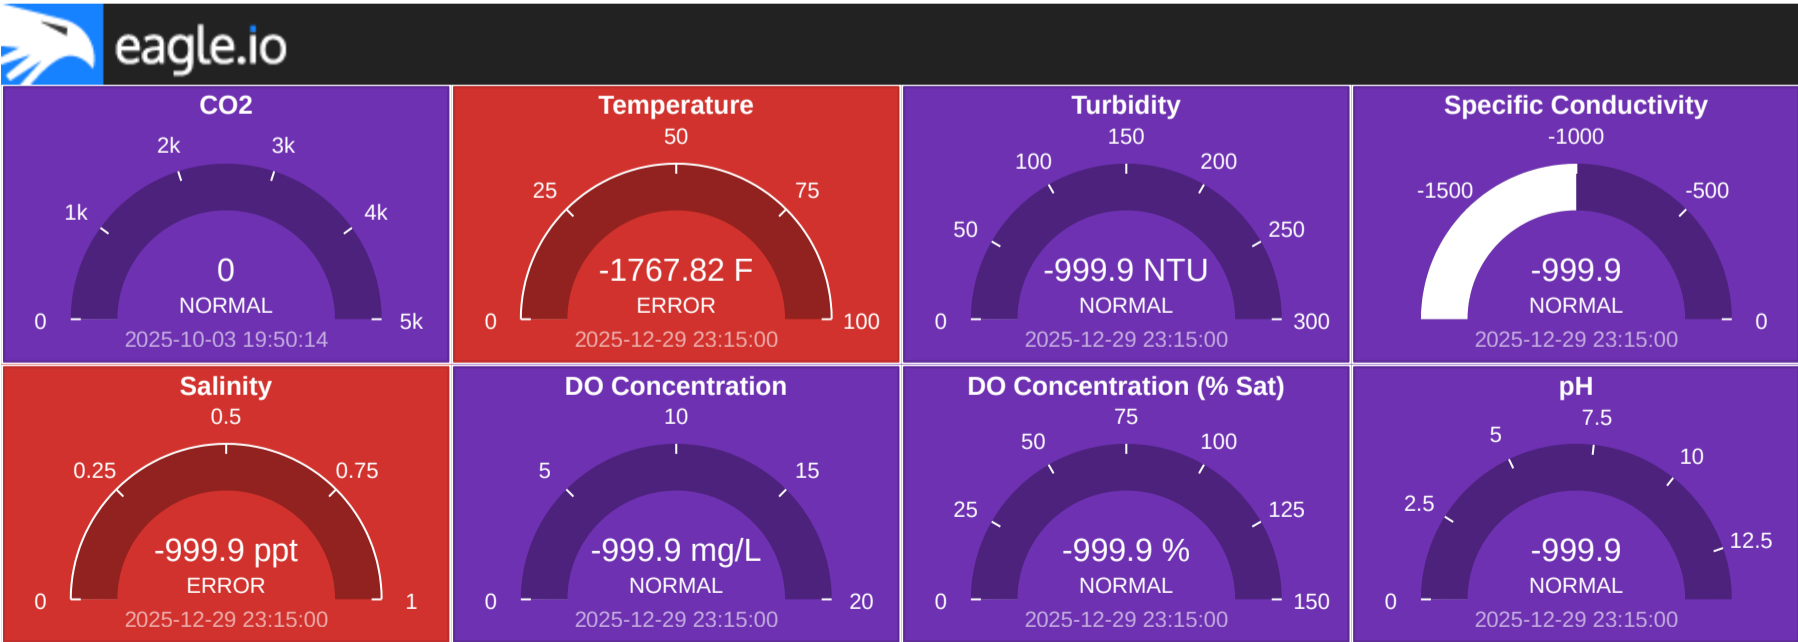 eagle.io
CO2
2k
3k
1k
4k
0
NORMAL
0
5k
2025-10-03 19:50:14
Temperature
50
25
75
-1767.82 F
ERROR
0
100
2025-12-29 23:15:00
Turbidity
150
100
200
50
250
-999.9 NTU
NORMAL
0
300
2025-12-29 23:15:00
Specific Conductivity
-1000
-1500
-500
-999.9
NORMAL
0
2025-12-29 23:15:00
Salinity
0.5
0.25
0.75
-999.9 ppt
ERROR
0
1
2025-12-29 23:15:00
DO Concentration
10
5
15
-999.9 mg/L
NORMAL
0
20
2025-12-29 23:15:00
DO Concentration (% Sat)
75
50
100
25
125
-999.9 %
NORMAL
0
150
2025-12-29 23:15:00
pH
7.5
5
10
2.5
12.5
-999.9
NORMAL
0
2025-12-29 23:15:00